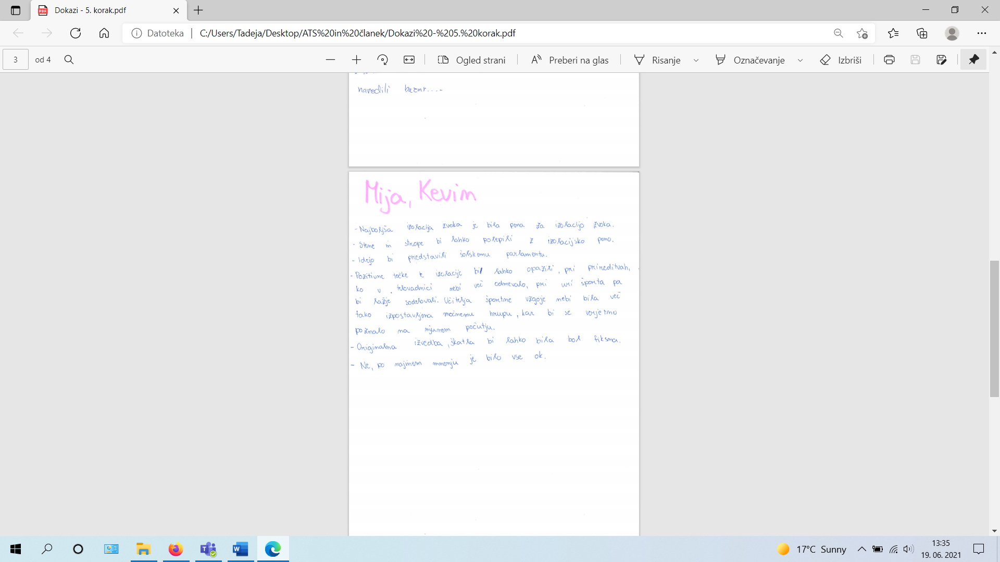 Dokazi - 5. korak.pdf
Datoteka | C:/Users/Tadeja/Desktop/ATS%20in%20članek/Dokazi%20-%205.%20korak.pdf
3 od 4 Ogled strani Preberi na glas Risanje Označevanje Izbriši
naredili bazar....
Mija, Kevin
- Najboljša izolacija zvoka je bila pena za izolacijo zvoka.
- Stene in strope bi lahko polepili z izolacijsko peno.
- Idejo bi predstavili šolskemu parlamentu.
- Pozitivne točke te izolacije bi lahko opazili, pri prireditvah,
ko v telovadnici nebi več odmevalo, pri uri športa pa
bi lažje sodelovali. Učitelja športne vzgoje nebi bila več
tako izpostavljena močnemu hrupu, kar bi se verjetno
poznalo na njunem počutju.
- Originalna izvedba, škatla bi lahko bila bol fiksna.
- Ne, po najinem mnenju je bilo vse ok.
17°C Sunny
13:35
19. 06. 2021